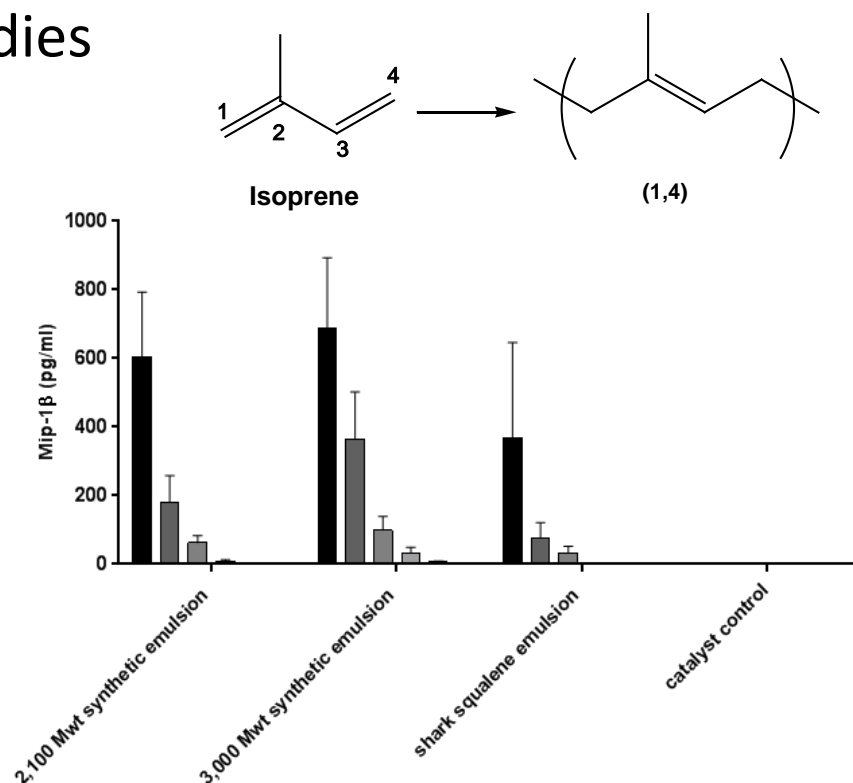 dies
1
2
3
4
Isoprene
(1,4)
1000
800
600
400
200
0
Mip-1β (pg/ml)
2,100 Mwt synthetic emulsion
3,000 Mwt synthetic emulsion
shark squalene emulsion
catalyst control